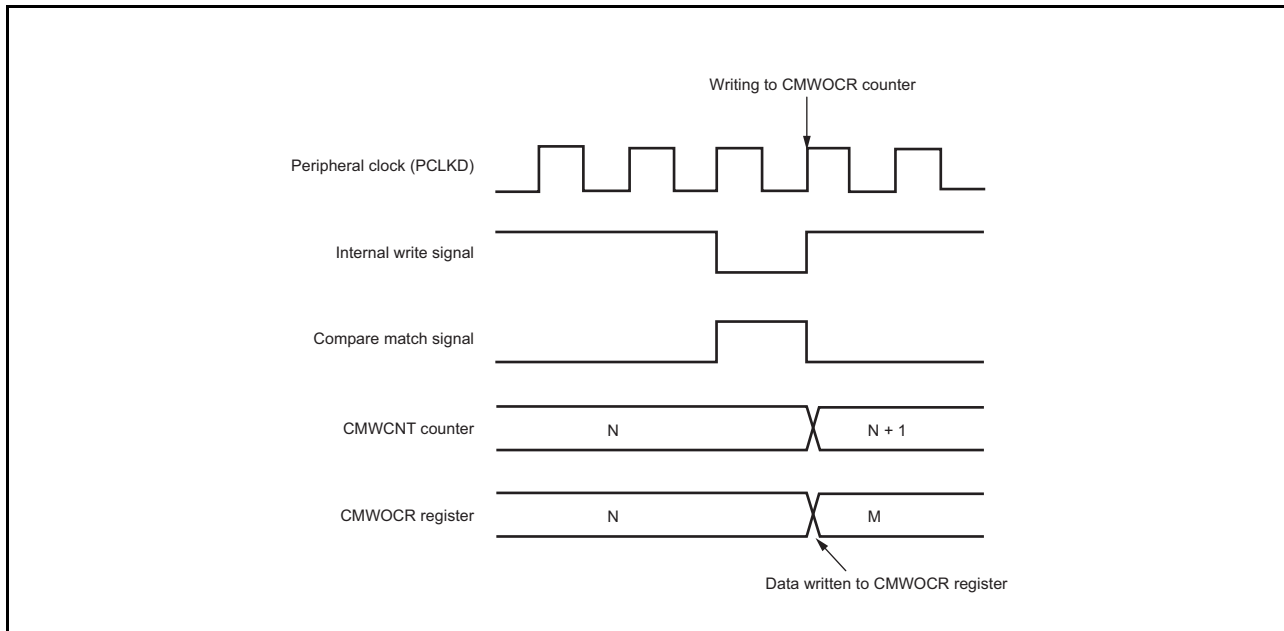 Writing to CMWOCR counter
Peripheral clock (PCLKD)
Internal write signal
Compare match signal
CMWCNT counter
N
N + 1
CMWOCR register
N
M
Data written to CMWOCR register